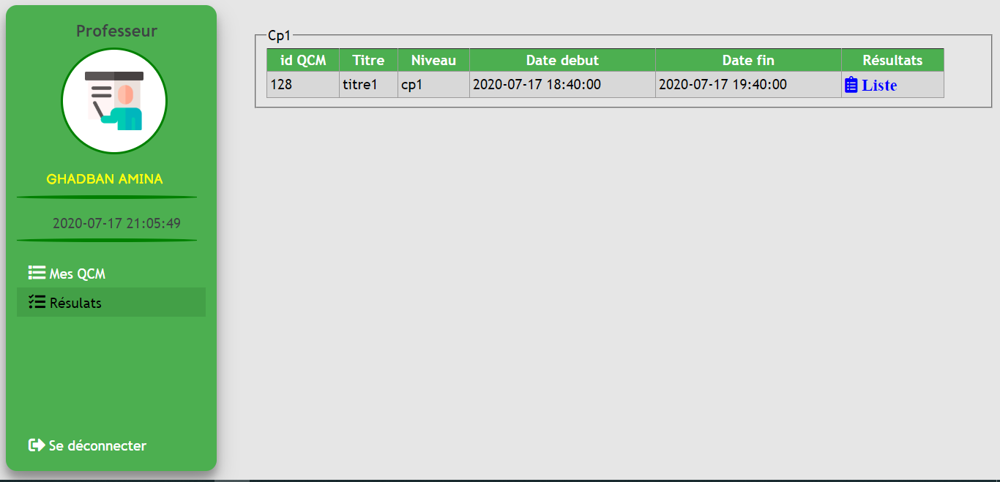 Professeur
GHADBAN AMINA
2020-07-17 21:05:49
Mes QCM
Résulats
Se déconnecter
Cp1
id QCM Titre Niveau Date debut Date fin Résultats
128 titre1 cp1 2020-07-17 18:40:00 2020-07-17 19:40:00 Liste